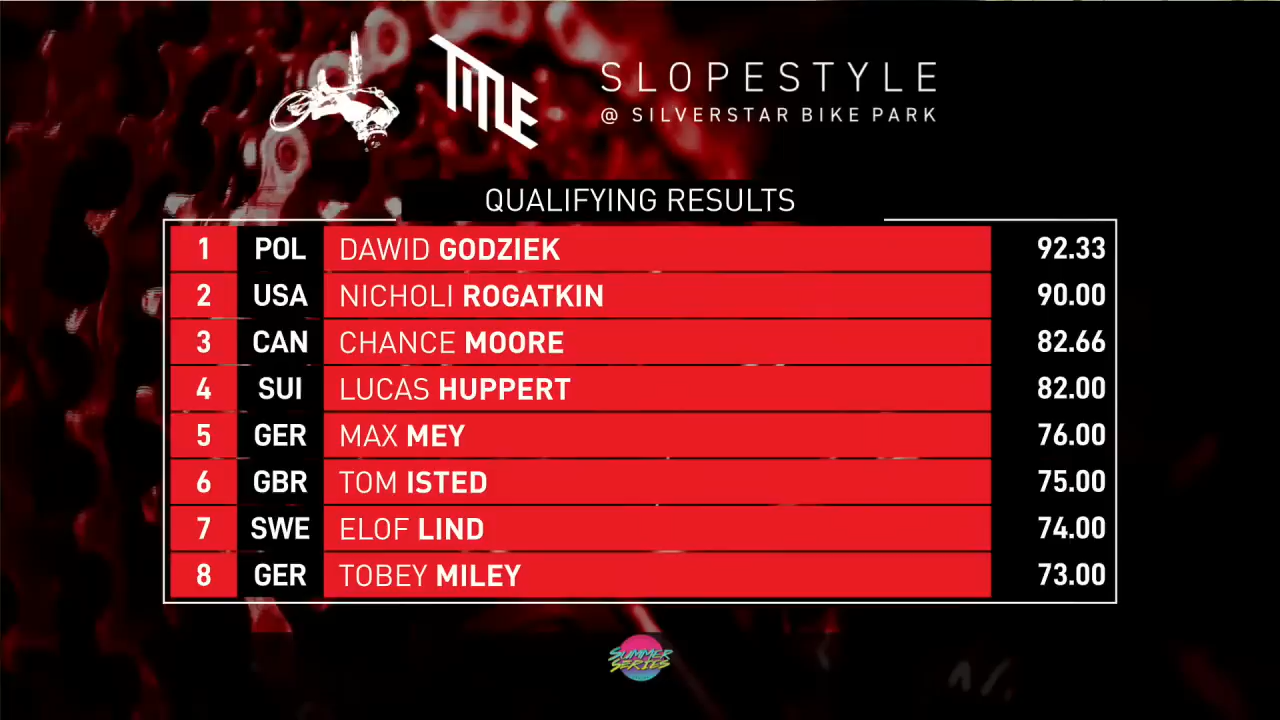 TITLE
SLOPESTYLE
@ SILVERSTAR BIKE PARK
QUALIFYING RESULTS
1 POL DAWID GODZIEK 92.33
2 USA NICHOLI ROGATKIN 90.00
3 CAN CHANCE MOORE 82.66
4 SUI LUCAS HUPPERT 82.00
5 GER MAX MEY 76.00
6 GBR TOM ISTED 75.00
7 SWE ELOF LIND 74.00
8 GER TOBEY MILEY 73.00
SUMMER
SERIES